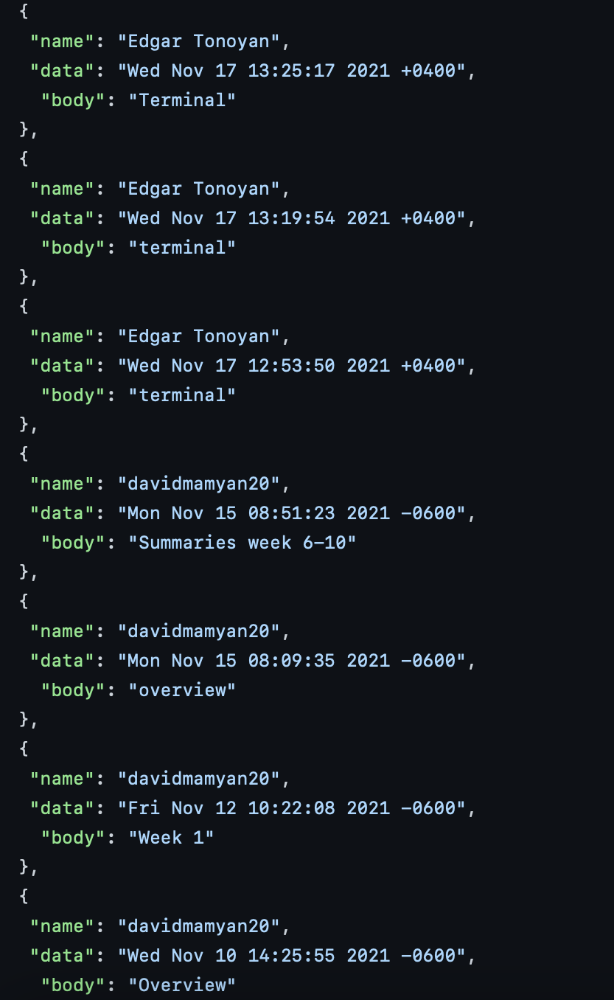 {
"name": "Edgar Tonoyan",
"data": "Wed Nov 17 13:25:17 2021 +0400",
"body": "Terminal"
},
{
"name": "Edgar Tonoyan",
"data": "Wed Nov 17 13:19:54 2021 +0400",
"body": "terminal"
},
{
"name": "Edgar Tonoyan",
"data": "Wed Nov 17 12:53:50 2021 +0400",
"body": "terminal"
},
{
"name": "davidmamyan20",
"data": "Mon Nov 15 08:51:23 2021 -0600",
"body": "Summaries week 6-10"
},
{
"name": "davidmamyan20",
"data": "Mon Nov 15 08:09:35 2021 -0600",
"body": "overview"
},
{
"name": "davidmamyan20",
"data": "Fri Nov 12 10:22:08 2021 -0600",
"body": "Week 1"
},
{
"name": "davidmamyan20",
"data": "Wed Nov 10 14:25:55 2021 -0600",
"body": "Overview"